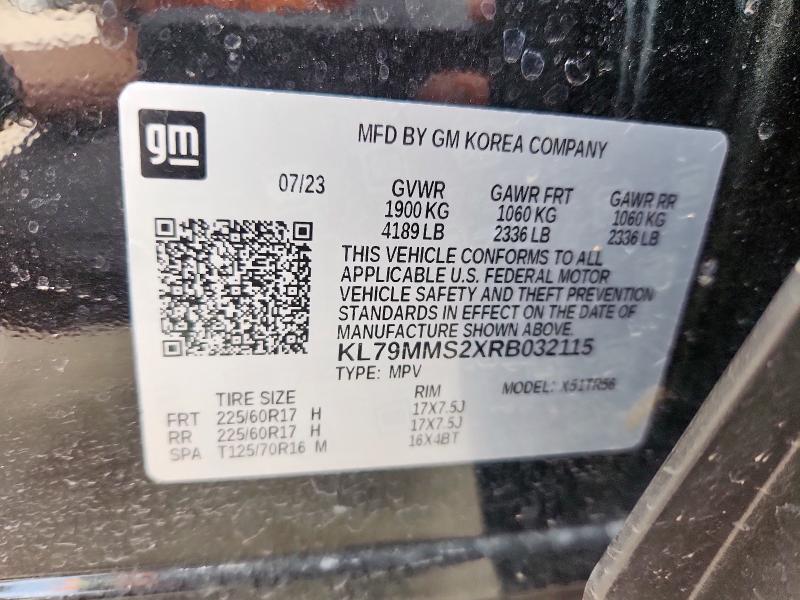 gm
MFD BY GM KOREA COMPANY
07/23
GVWR GAWR FRT GAWR RR
1900 KG 1060 KG 1060 KG
4189 LB 2336 LB 2336 LB
THIS VEHICLE CONFORMS TO ALL
APPLICABLE U.S. FEDERAL MOTOR
VEHICLE SAFETY AND THEFT PREVENTION
STANDARDS IN EFFECT ON THE DATE OF
MANUFACTURE SHOWN ABOVE.
KL79MMS2XRB032115
TYPE: MPV MODEL: X51TR56
TIRE SIZE RIM
FRT 225/60R17 H 17X7.5J
RR 225/60R17 H 17X7.5J
SPA T125/70R16 M 16X4BT